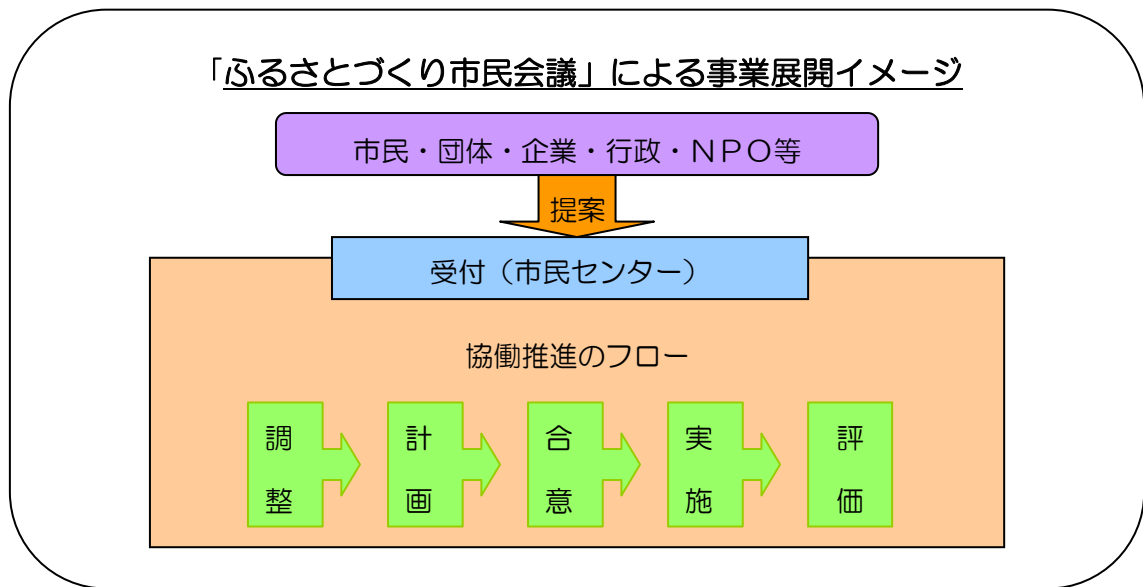 「ふるさとづくり市民会議」による事業展開イメージ
市民・団体・企業・行政・ＮＰＯ等
提案
受付（市民センター）
協働推進のフロー
調整
計画
合意
実施
評価